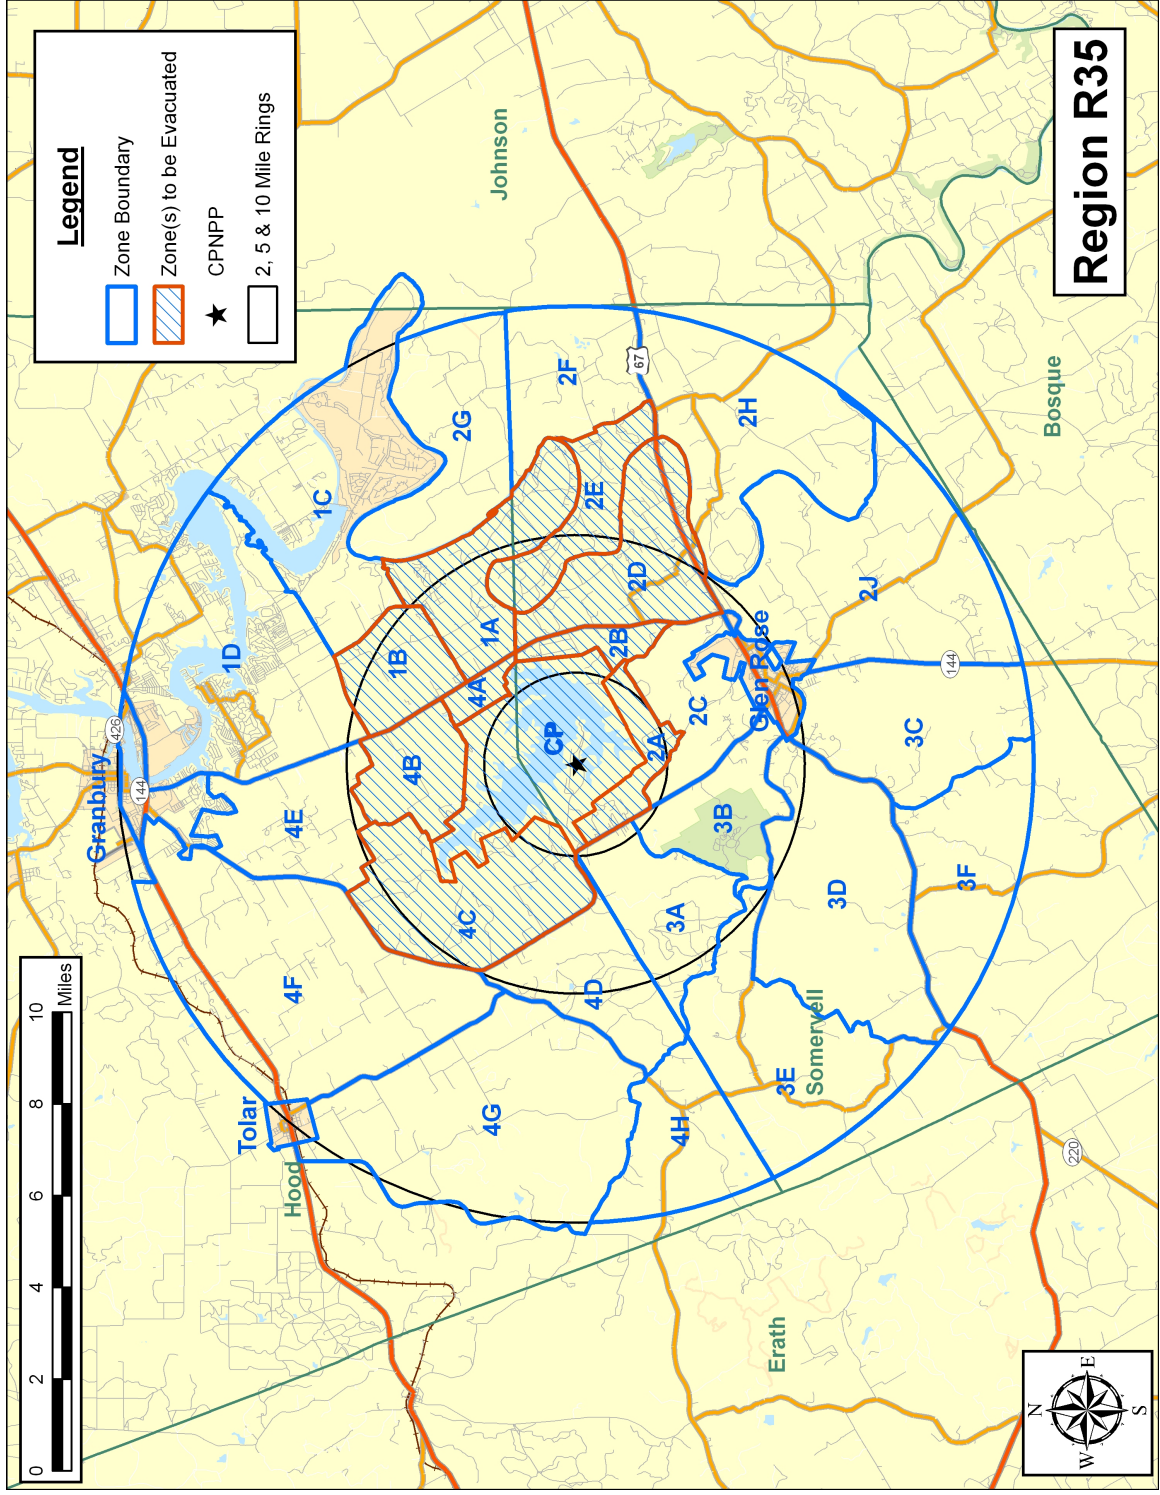 Legend
Zone Boundary
Zone(s) to be Evacuated
CPNPP
2, 5 & 10 Mile Rings
0 2 4 6 8 10
Miles
Region R35
N
W E
S
Granbury
Tolar
Glen Rose
Hood
Johnson
Somervell
Bosque
Erath
426
144
67
144
220
CP
1A
1B
1C
1D
2A
2B
2C
2D
2E
2F
2G
2H
2J
3A
3B
3C
3D
3E
3F
4A
4B
4C
4D
4E
4F
4G
4H